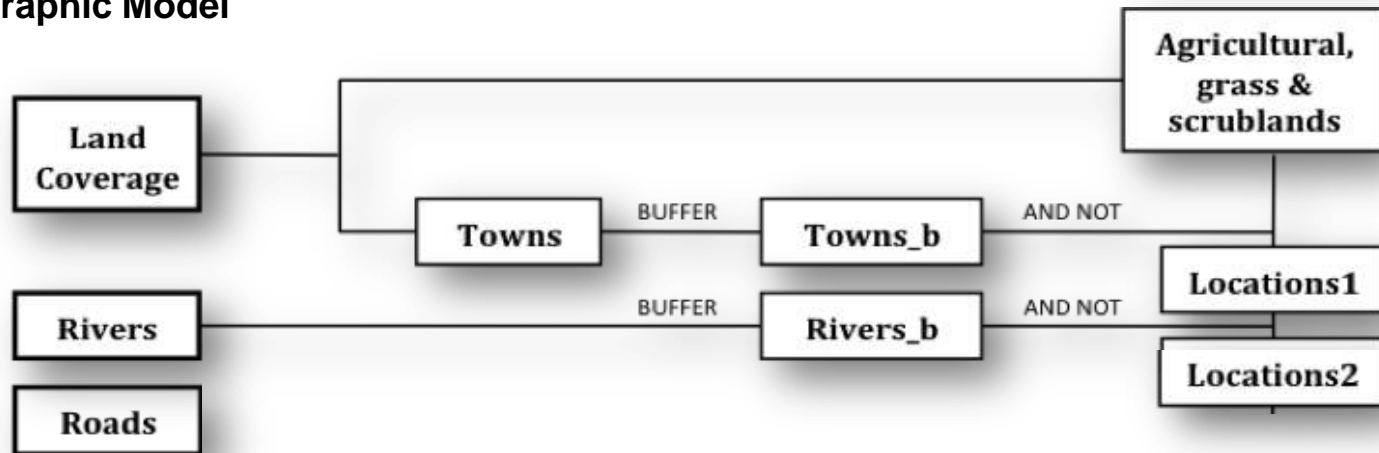 raphic Model
Agricultural,
grass &
scrublands
Land
Coverage
Towns
BUFFER
Towns_b
AND NOT
Locations1
Rivers
BUFFER
Rivers_b
AND NOT
Locations2
Roads